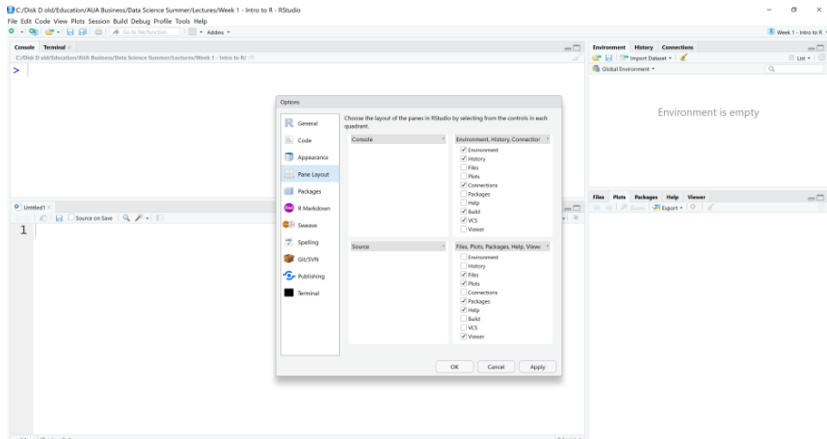 C:/Disk D old/Education/AUA Business/Data Science Summer/Lectures/Week 1 - Intro to R - RStudio
File Edit Code View Plots Session Build Debug Profile Tools Help
Go to file/function Addins Week 1 - Intro to R
Console Terminal
C:/Disk D old/Education/AUA Business/Data Science Summer/Lectures/Week 1 - Intro to R/
>
Environment History Connections
Import Dataset List
Global Environment
Environment is empty
Options
General
Code
Appearance
Pane Layout
Packages
R Markdown
Sweave
Spelling
Git/SVN
Publishing
Terminal
Choose the layout of the panes in RStudio by selecting from the controls in each
quadrant.
Console
Environment, History, Connection
Environment
History
Files
Plots
Connections
Packages
Help
Build
VCS
Viewer
Source
Files, Plots, Packages, Help, View
Environment
History
Files
Plots
Connections
Packages
Help
Build
VCS
Viewer
OK Cancel Apply
Untitled1
Source on Save
1
Files Plots Packages Help Viewer
Zoom Export